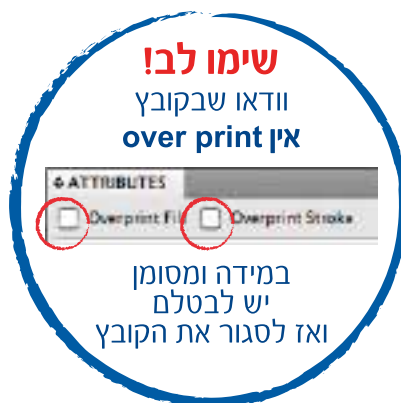 שימו לב!
וודאו שבקובץ
אין over print
ATTRIBUTES
Overprint Fill Overprint Stroke
במידה ומסומן
יש לבטלם
ואז לסגור את הקובץ